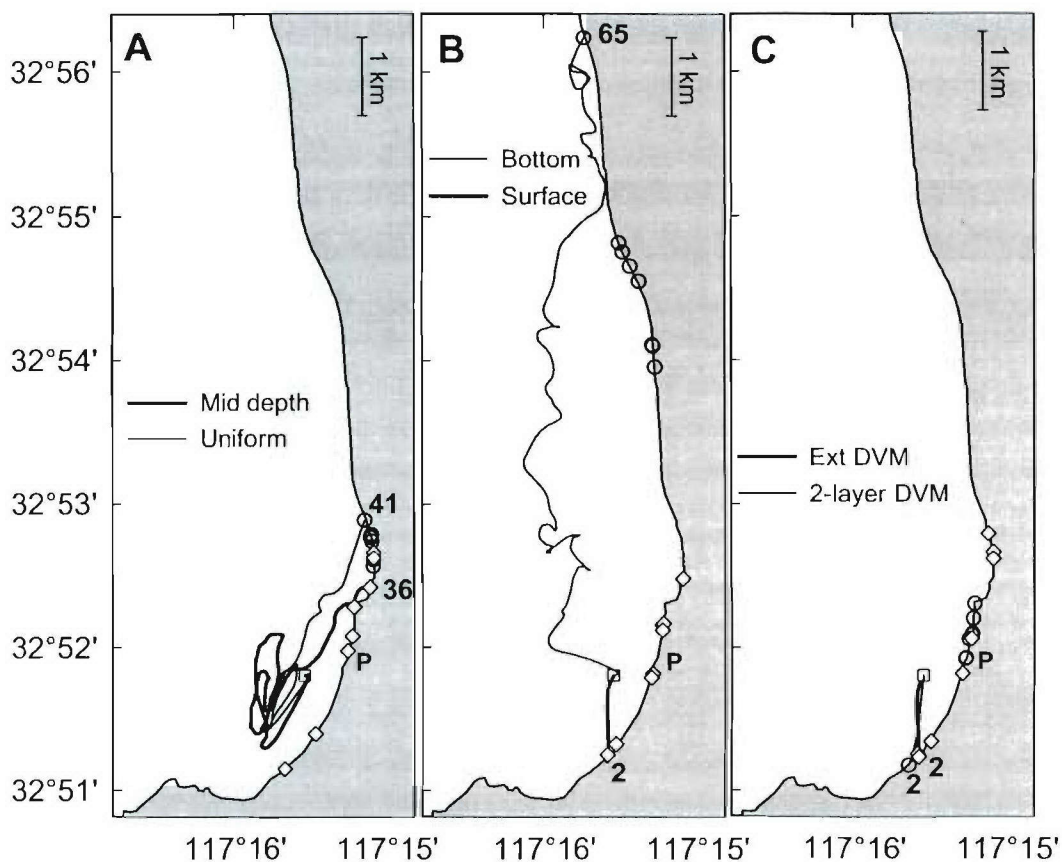 A
B
C
1 km
1 km
1 km
65
32°56'
32°55'
32°54'
32°53'
32°52'
32°51'
Bottom
Surface
Mid depth
Uniform
Ext DVM
2-layer DVM
41
36
P
P
P
2
2
2
117°16'
117°15'
117°16'
117°15'
117°16'
117°15'